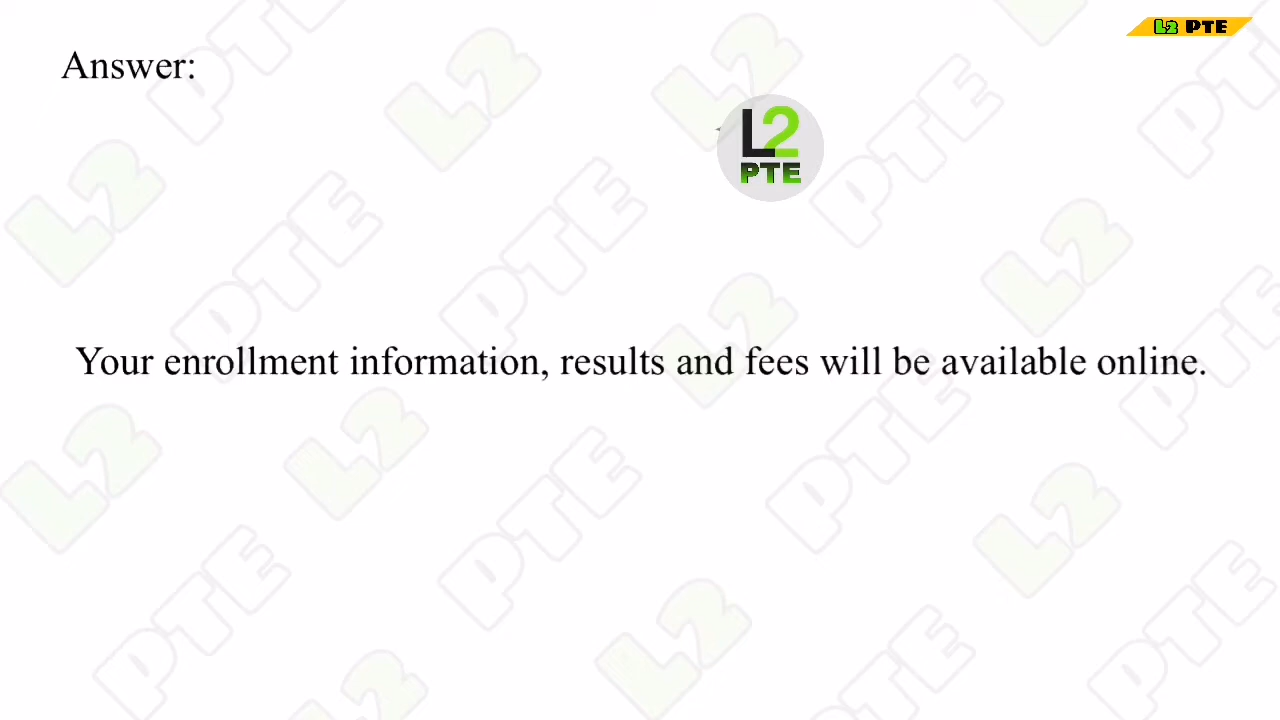 L2 PTE
Answer:
L2
PTE
Your enrollment information, results and fees will be available online.